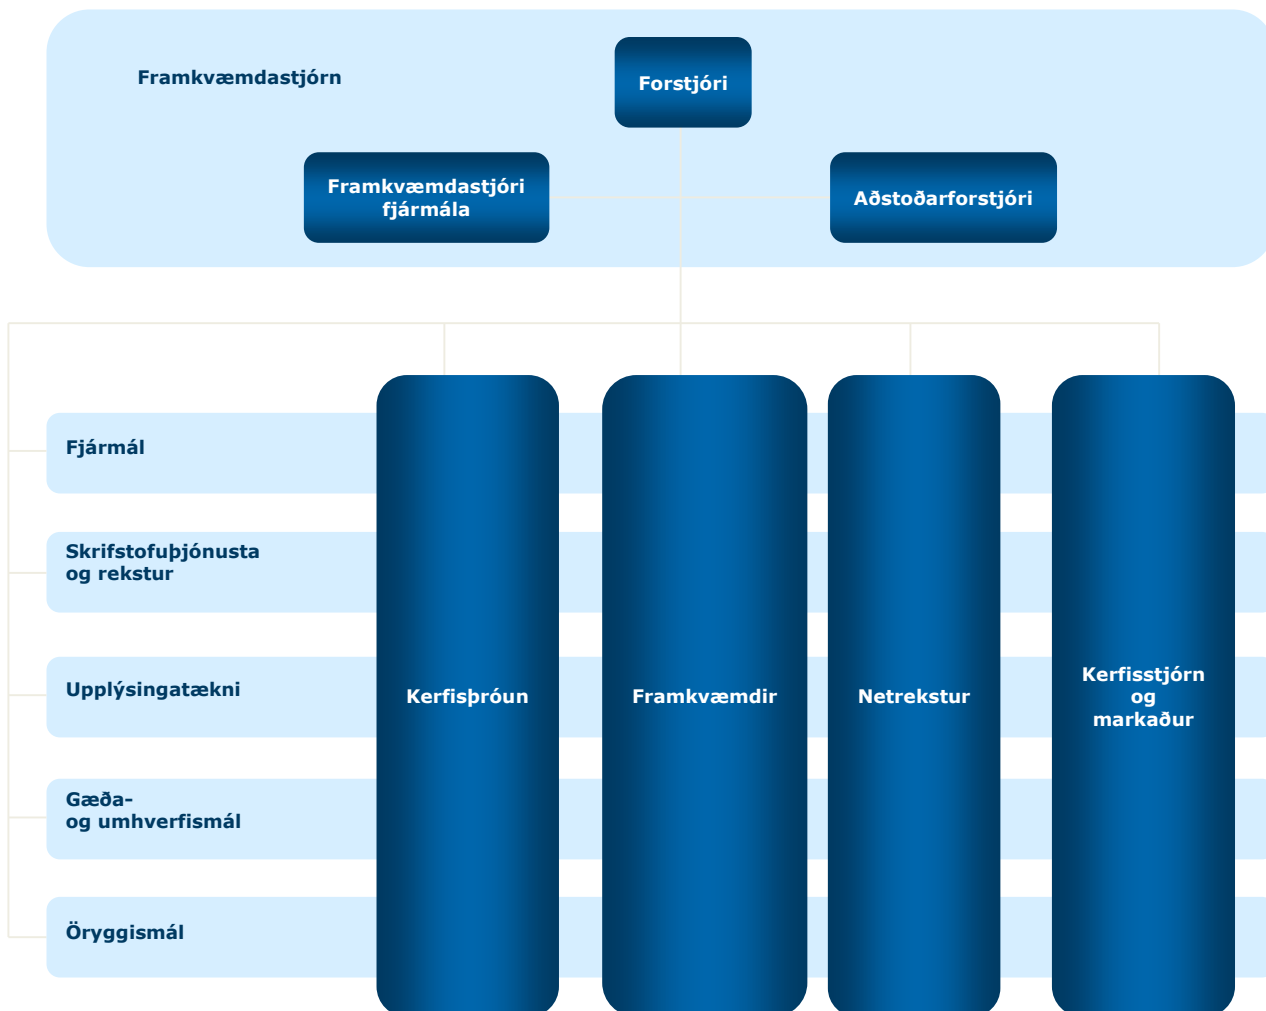 Framkvæmdastjórn
Forstjóri
Framkvæmdastjóri
fjármála
Aðstoðarforstjóri
Fjármál
Skrifstofuþjónusta
og rekstur
Upplýsingatækni
Gæða-
og umhverfismál
Öryggismál
Kerfisþróun
Framkvæmdir
Netrekstur
Kerfisstjórn
og
markaður